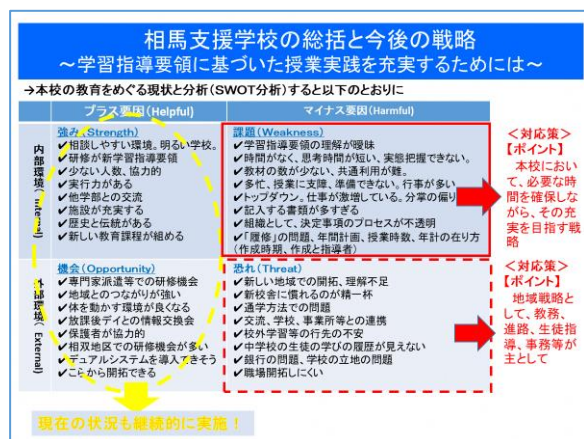 相馬支援学校の総括と今後の戦略
～学習指導要領に基づいた授業実践を充実するためには～
→本校の教育をめぐる現状と分析(SWOT分析)すると以下のとおりに
プラス要因(Helpful)
マイナス要因(Harmful)
内部環境(Internal)
強み(Strength)
✔相談しやすい環境。明るい学校。
✔研修が新学習指導要領
✔少ない人数、協力的
✔実行力がある
✔他学部との交流
✔施設が充実する
✔歴史と伝統がある
✔新しい教育課程が組める
課題(Weakness)
✔学習指導要領の理解が曖昧
✔時間がなく、思考時間が短い、実態把握できない。
✔教材の数が少ない、共通利用が難。
✔多忙、授業に支障、準備できない。行事が多い
✔トップダウン。仕事が激増している。分掌の偏り
✔記入する書類が多すぎる
✔組織として、決定事項のプロセスが不透明
✔「履修」の問題、年間計画、授業時数、年計の在り方
(作成時期、作成と指導者)
＜対応策＞
【ポイント】
本校において、必要な時間を確保しながら、その充実を目指す戦略
外部環境(External)
機会(Opportunity)
✔専門家派遣等での研修機会
✔地域とのつながりが強い
✔体を動かす環境が良くなる
✔放課後デイとの情報交換会
✔保護者が協力的
✔相双地区での研修機会が多い
✔デュアルシステムを導入できそう
✔こらから開拓できる
恐れ(Threat)
✔新しい地域での開拓、理解不足
✔新校舎に慣れるのが精一杯
✔通学方法での問題
✔交流、学校、事業所等との連携
✔校外学習等の行先の不安
✔中学校の生徒の学びの履歴が見えない
✔銀行の問題、学校の立地の問題
✔職場開拓しにくい
＜対応策＞
【ポイント】
地域戦略として、教務、進路、生徒指導、事務等が主として
現在の状況も継続的に実施！